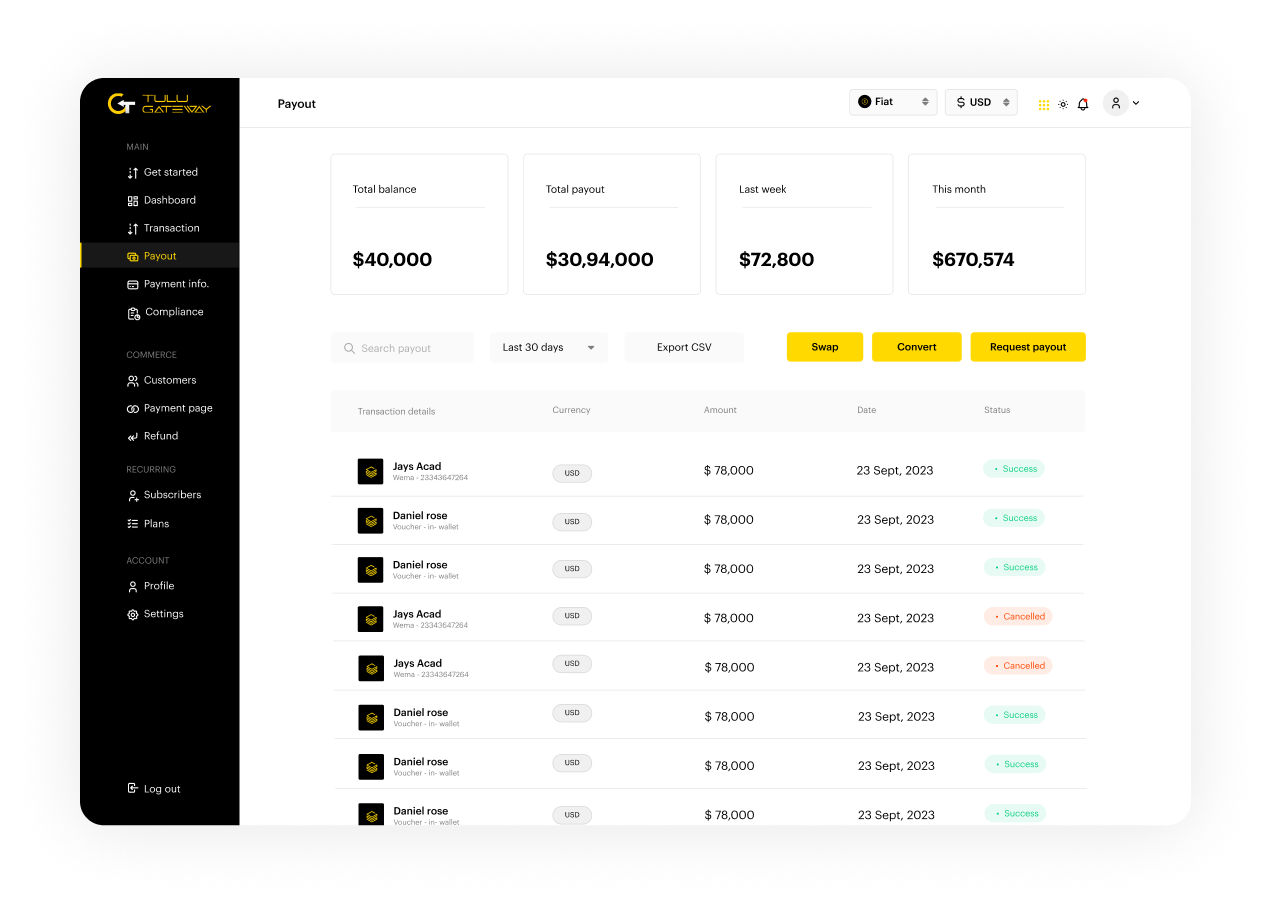 TULU
GATEWAY
MAIN
Get started
Dashboard
Transaction
Payout
Payment info.
Compliance
COMMERCE
Customers
Payment page
Refund
RECURRING
Subscribers
Plans
ACCOUNT
Profile
Settings
Log out
Payout
Fiat
$ USD
Total balance
$40,000
Total payout
$30,94,000
Last week
$72,800
This month
$670,574
Search payout
Last 30 days
Export CSV
Swap
Convert
Request payout
Transaction details Currency Amount Date Status
Jays Acad
Wema - 23343647264
USD $ 78,000 23 Sept, 2023 • Success
Daniel rose
Voucher - in- wallet
USD $ 78,000 23 Sept, 2023 • Success
Daniel rose
Voucher - in- wallet
USD $ 78,000 23 Sept, 2023 • Success
Jays Acad
Wema - 23343647264
USD $ 78,000 23 Sept, 2023 • Cancelled
Jays Acad
Wema - 23343647264
USD $ 78,000 23 Sept, 2023 • Cancelled
Daniel rose
Voucher - in- wallet
USD $ 78,000 23 Sept, 2023 • Success
Daniel rose
Voucher - in- wallet
USD $ 78,000 23 Sept, 2023 • Success
Daniel rose
Voucher - in- wallet
USD $ 78,000 23 Sept, 2023 • Success